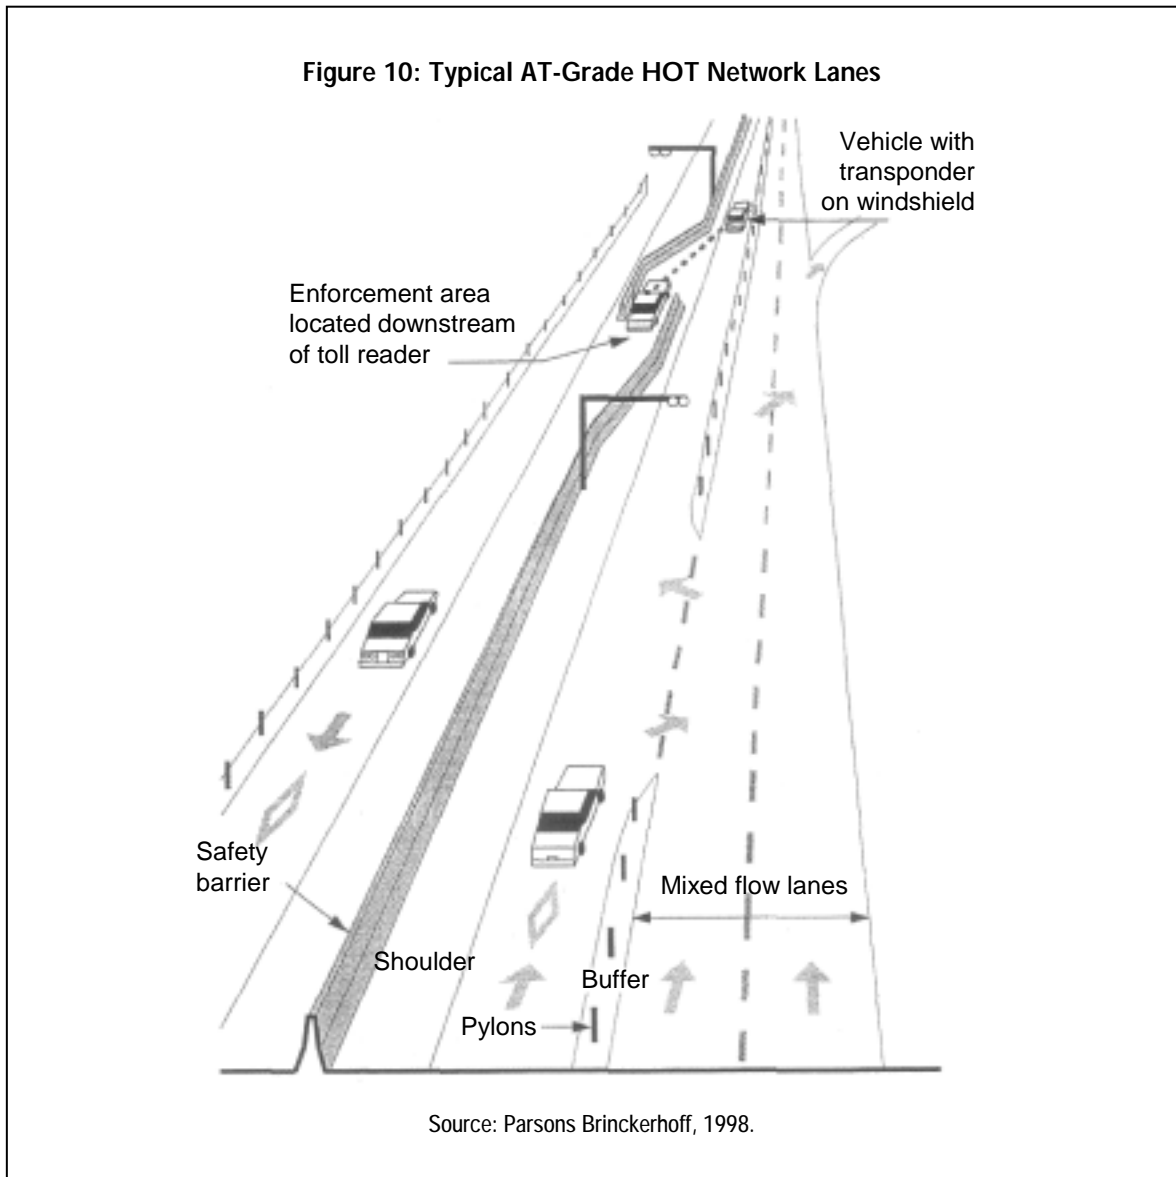 Figure 10: Typical AT-Grade HOT Network Lanes
Vehicle with
transponder
on windshield
Enforcement area
located downstream
of toll reader
Safety
barrier
Mixed flow lanes
Shoulder
Buffer
Pylons
Source: Parsons Brinckerhoff, 1998.